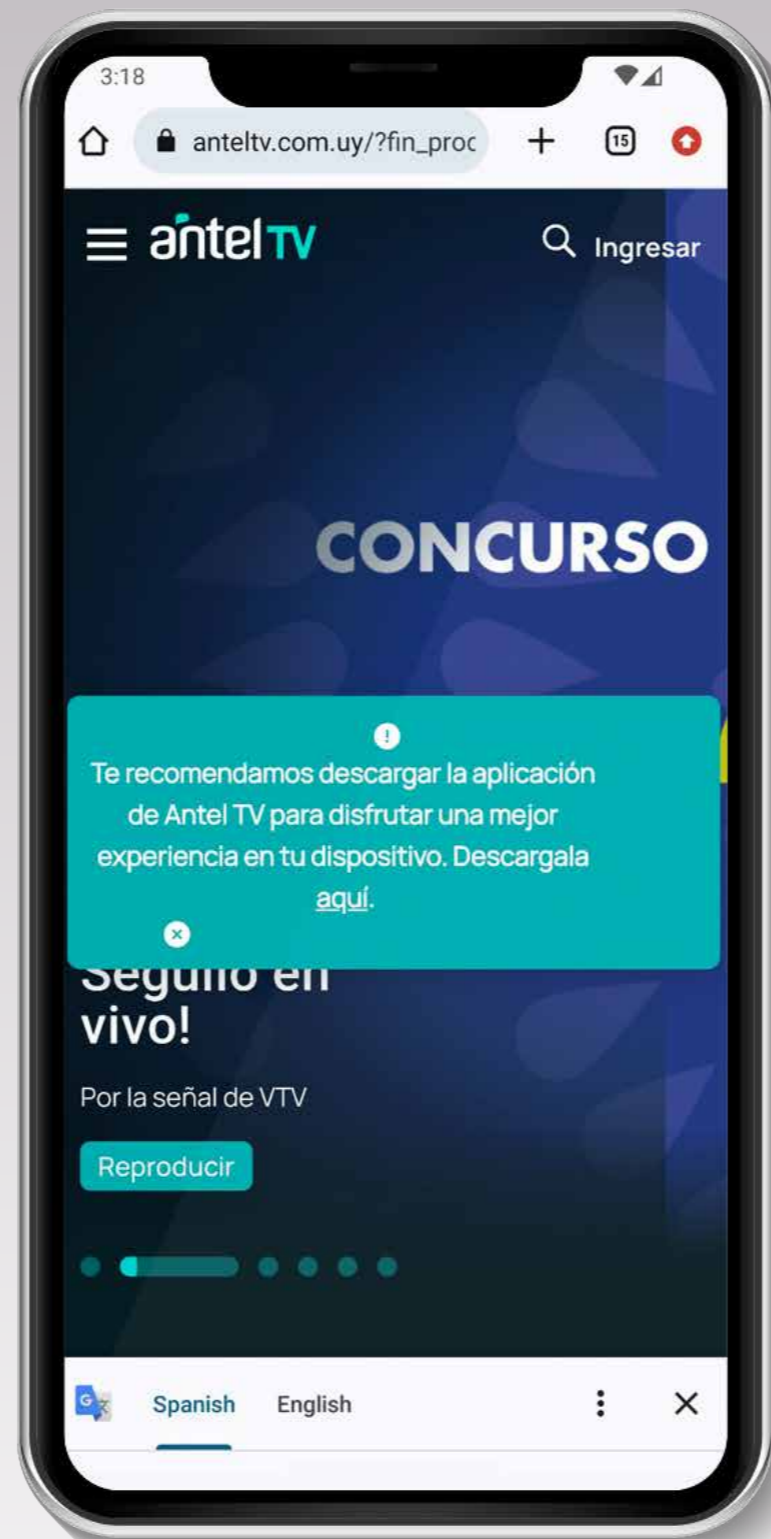 3:18
anteltv.com.uy/?fin_proc
15
antel TV
Ingresar
CONCURSO
Te recomendamos descargar la aplicación
de Antel TV para disfrutar una mejor
experiencia en tu dispositivo. Descargala
aquí.
Seguilo en
vivo!
Por la señal de VTV
Reproducir
Spanish English